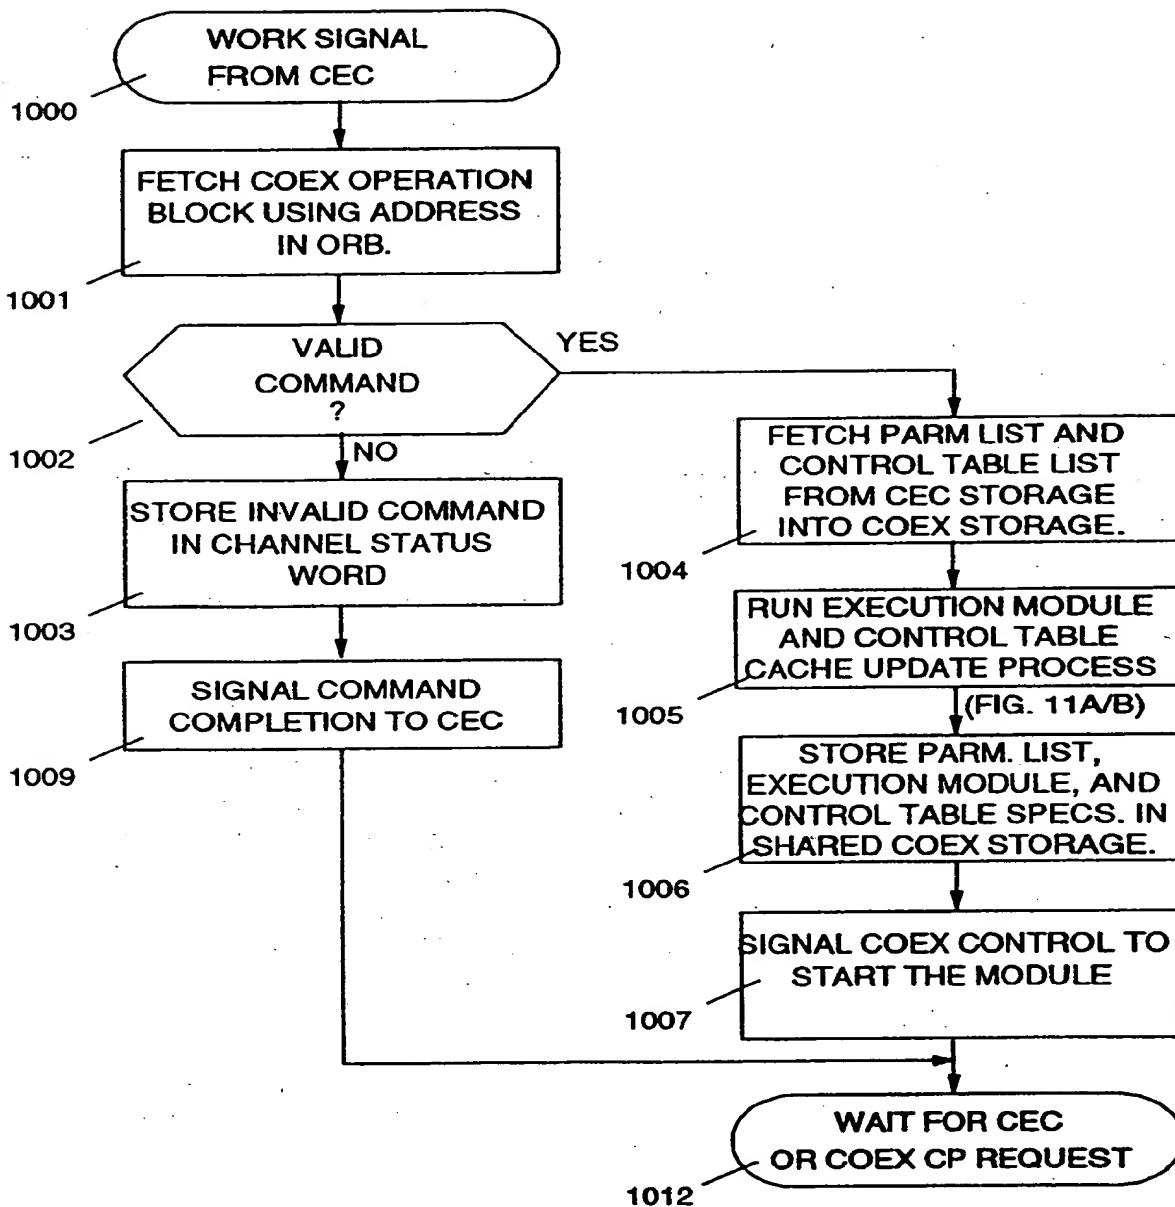 WORK SIGNAL
FROM CEC
1000
FETCH COEX OPERATION
BLOCK USING ADDRESS
IN ORB.
1001
VALID
COMMAND
?
1002
YES
NO
STORE INVALID COMMAND
IN CHANNEL STATUS
WORD
1003
SIGNAL COMMAND
COMPLETION TO CEC
1009
FETCH PARM LIST AND
CONTROL TABLE LIST
FROM CEC STORAGE
INTO COEX STORAGE.
1004
RUN EXECUTION MODULE
AND CONTROL TABLE
CACHE UPDATE PROCESS
1005
(FIG. 11A/B)
STORE PARM. LIST,
EXECUTION MODULE, AND
CONTROL TABLE SPECS. IN
SHARED COEX STORAGE.
1006
SIGNAL COEX CONTROL TO
START THE MODULE
1007
WAIT FOR CEC
OR COEX CP REQUEST
1012